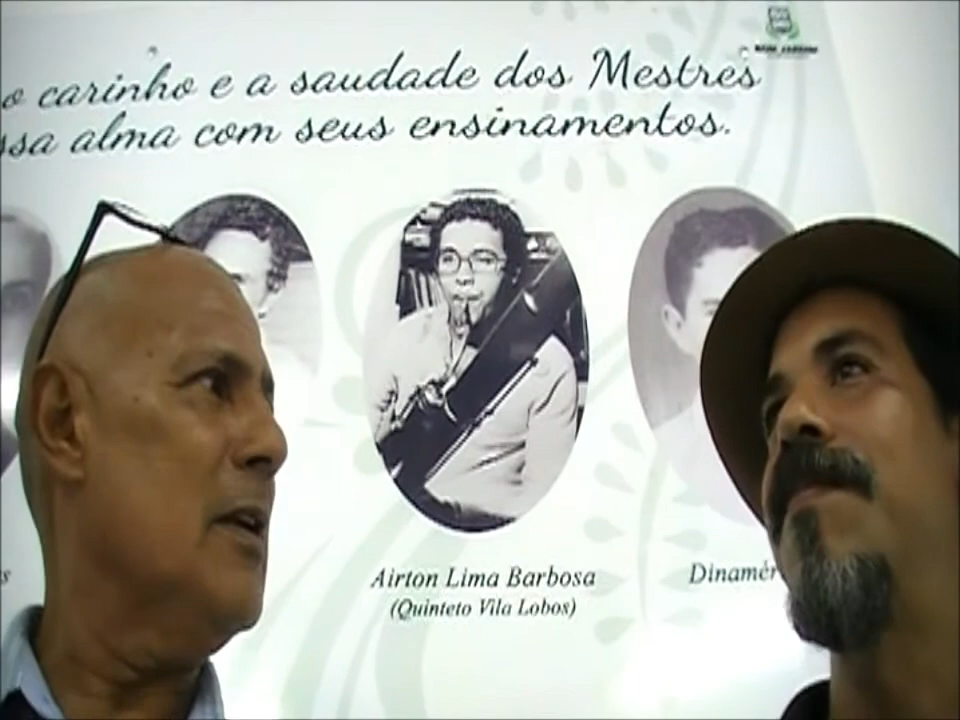 o carinho e a saudade dos Mestres
ssa alma com seus ensinamentos.
Airton Lima Barbosa
(Quinteto Vila Lobos)
Dinamér
s